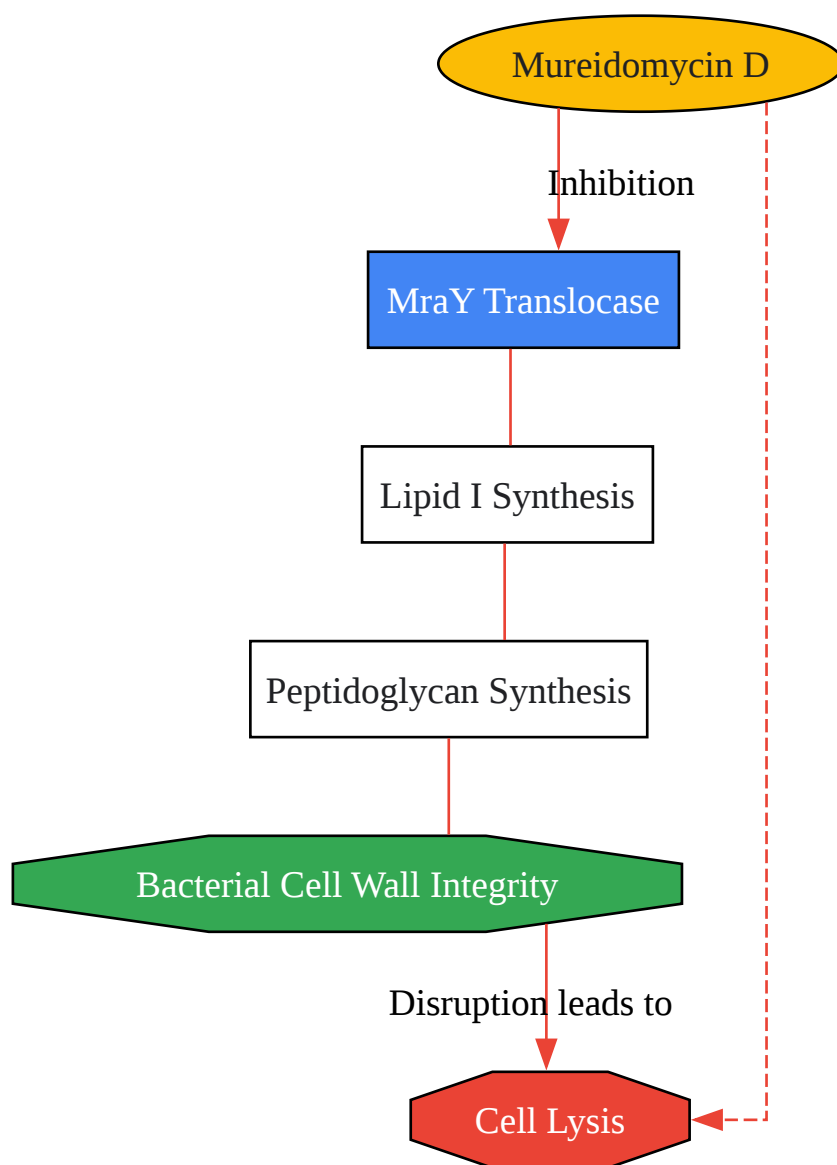 Mureidomycin D
Inhibition
MraY Translocase
Lipid I Synthesis
Peptidoglycan Synthesis
Bacterial Cell Wall Integrity
Disruption leads to
Cell Lysis